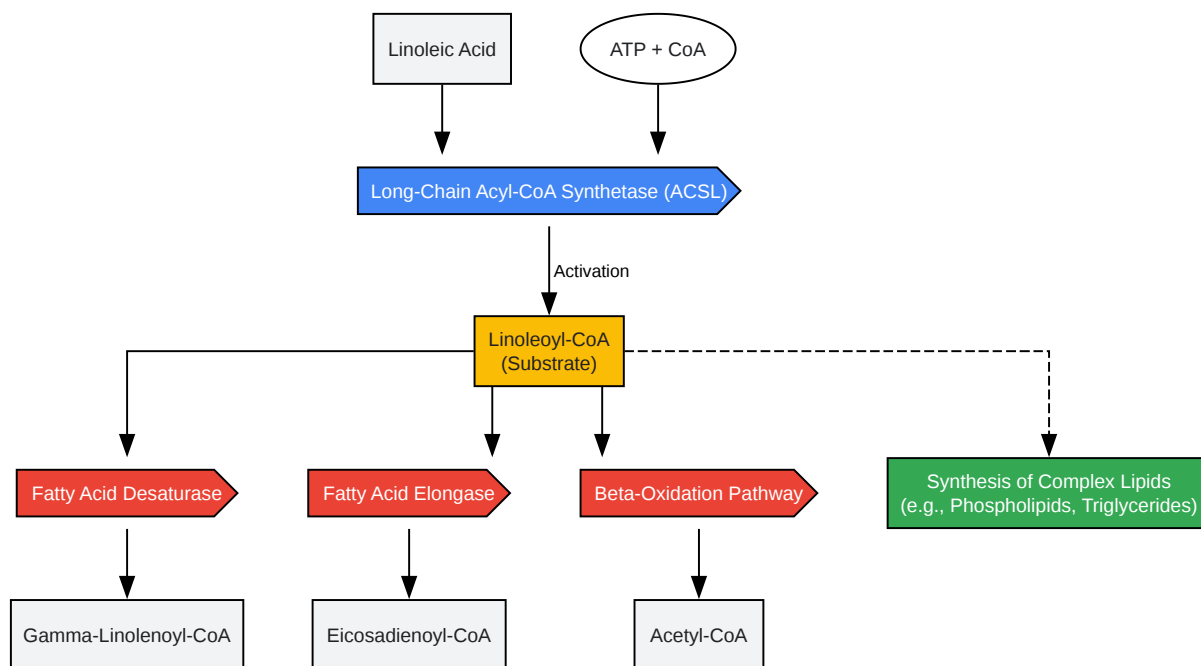 Linoleic Acid
ATP + CoA
Long-Chain Acyl-CoA Synthetase (ACSL)
Activation
Linoleoyl-CoA
(Substrate)
Fatty Acid Desaturase
Fatty Acid Elongase
Beta-Oxidation Pathway
Synthesis of Complex Lipids
(e.g., Phospholipids, Triglycerides)
Gamma-Linolenoyl-CoA
Eicosadienoyl-CoA
Acetyl-CoA